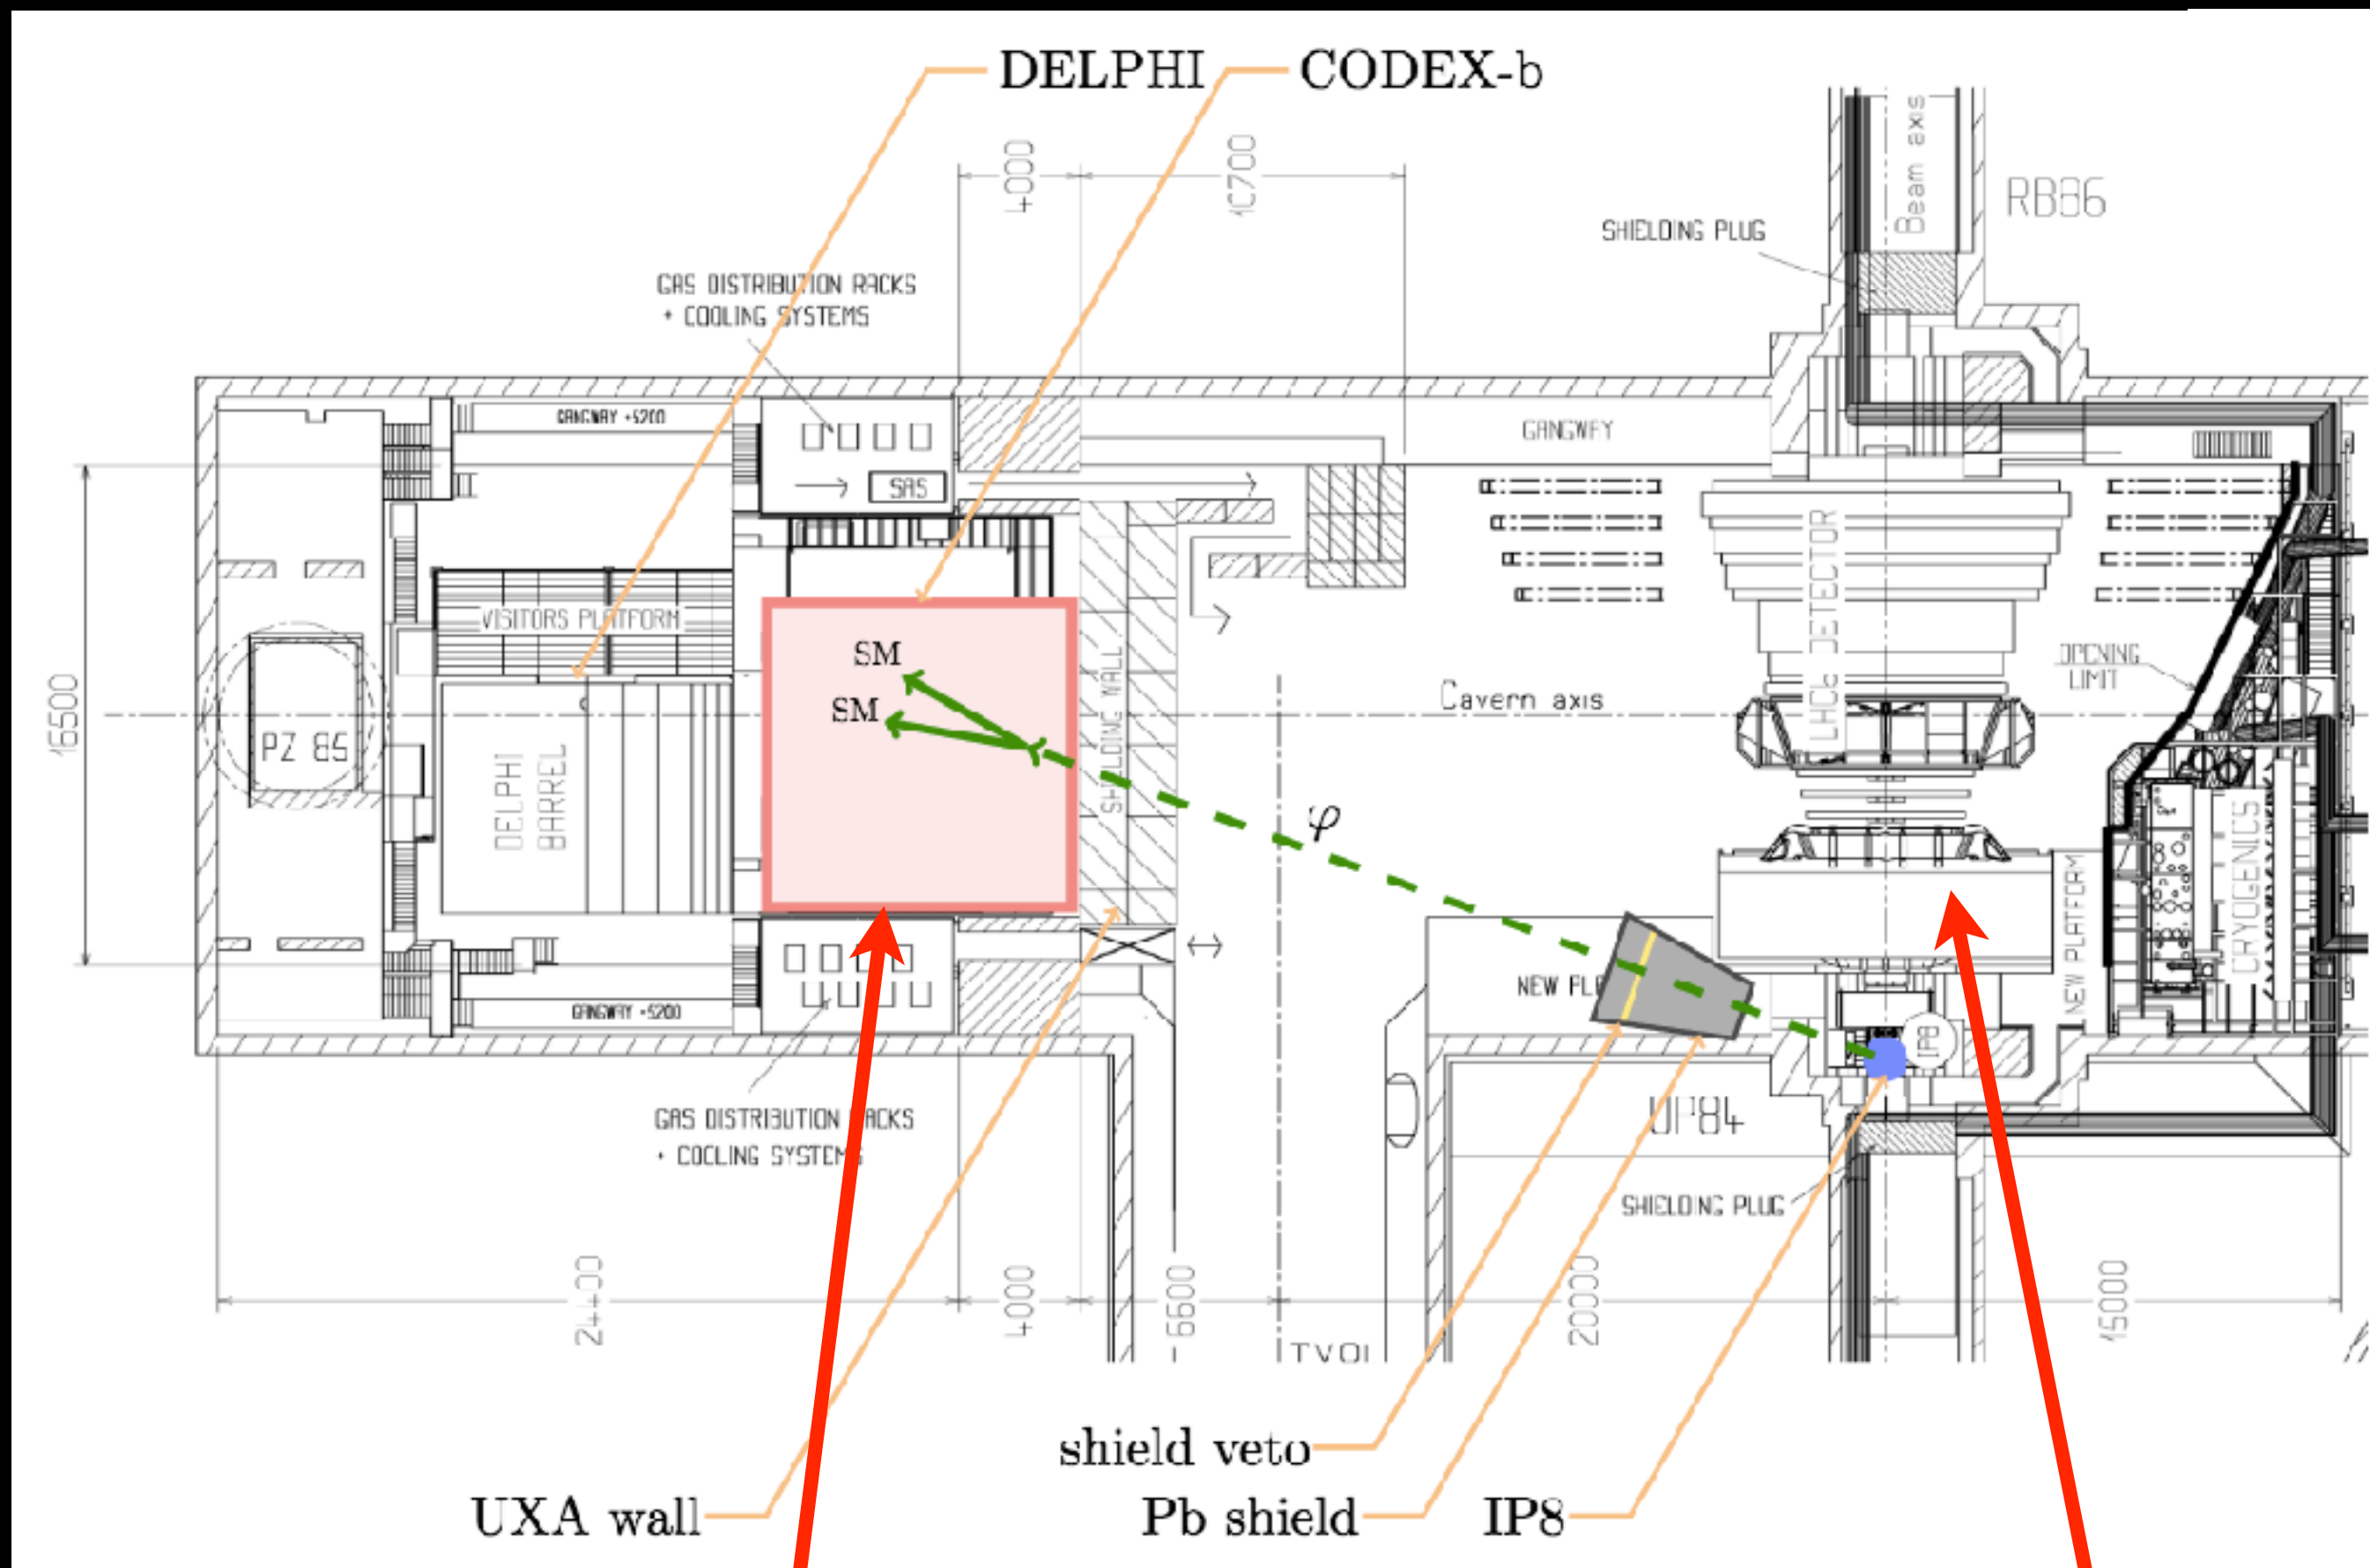 DELPHI
CODEX-b
4000
10700
Beam axis
RB86
SHIELDING PLUG
GAS DISTRIBUTION RACKS
+ COOLING SYSTEMS
GANGWAY +5200
GANGWAY
SAS
LHCb DETECTOR
VISITORS PLATFORM
SM
SM
SHIELDING WALL
OPENING
LIMIT
Cavern axis
16500
PZ 85
DELPHI
BARREL
φ
NEW PLATFORM
CRYOGENICS
IP8
GANGWAY +5200
GAS DISTRIBUTION RACKS
+ COOLING SYSTEMS
UP84
SHIELDING PLUG
24400
4000
6600
20000
15000
shield veto
UXA wall
Pb shield
IP8